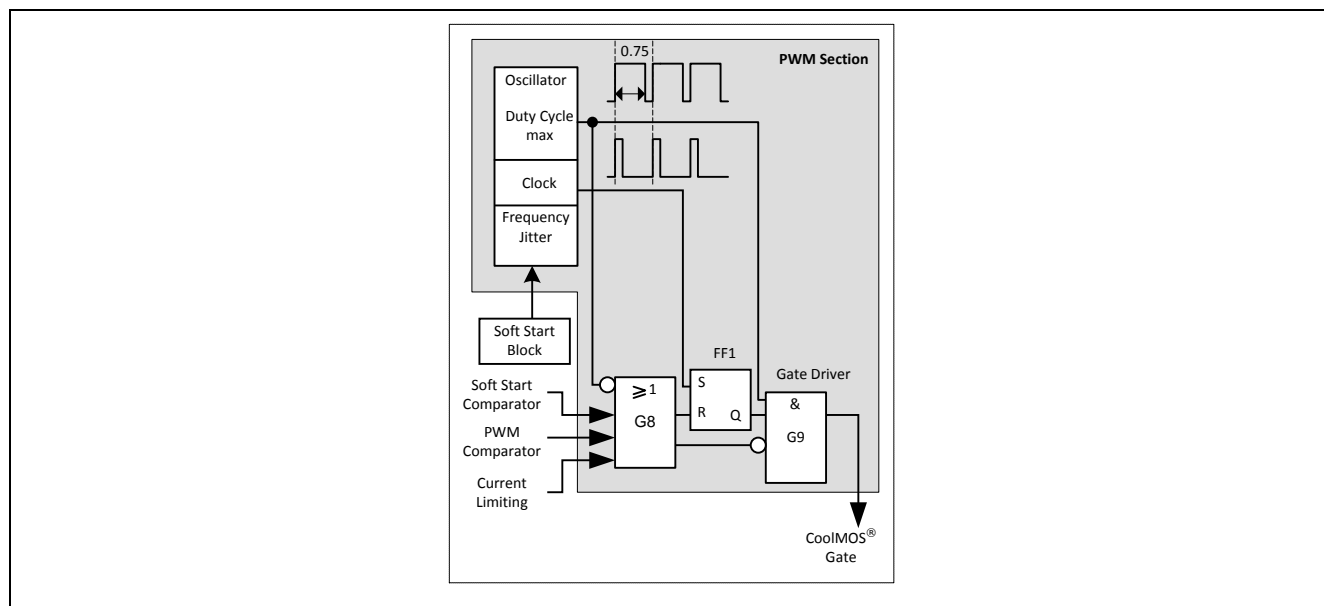 0.75
PWM Section
Oscillator
Duty Cycle
max
Clock
Frequency
Jitter
Soft Start
Block
FF1
Gate Driver
Soft Start
Comparator
PWM
Comparator
Current
Limiting
≥1
G8
S
R
Q
&
G9
CoolMOS®
Gate